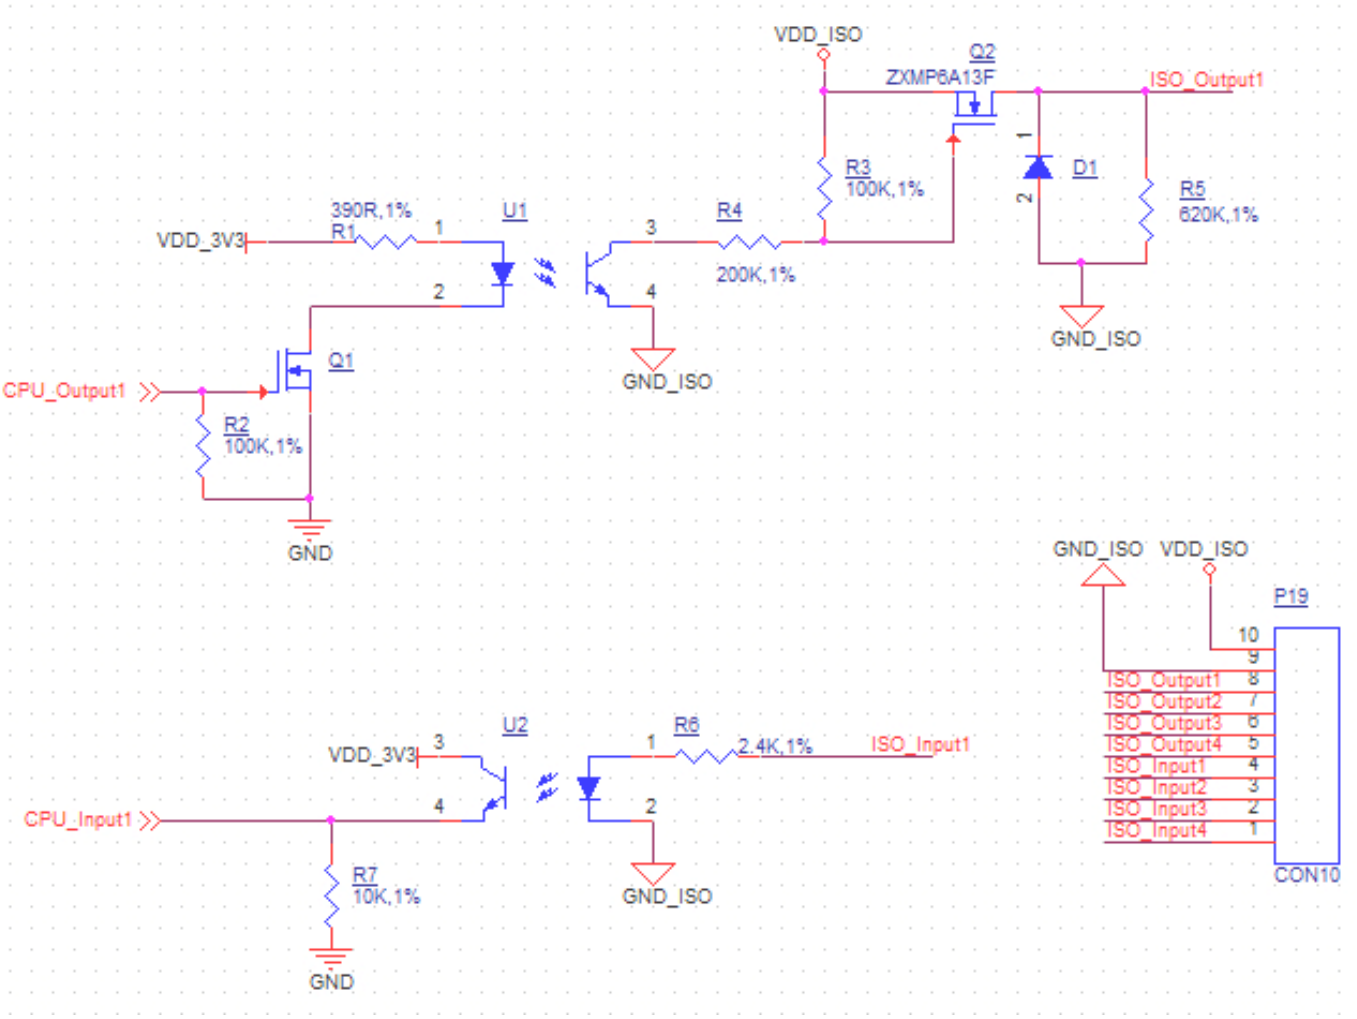 VDD_ISO
Q2
ZXMP6A13F
ISO_Output1
1
R3
100K,1%
D1
2
R5
620K,1%
390R,1%
R1
VDD_3V3
1
U1
3
R4
200K,1%
2
4
GND_ISO
GND_ISO
Q1
CPU_Output1
R2
100K,1%
GND
GND_ISO
VDD_ISO
P19
10
9
ISO_Output1 8
ISO_Output2 7
ISO_Output3 6
ISO_Output4 5
ISO_Input1 4
ISO_Input2 3
ISO_Input3 2
ISO_Input4 1
CON10
U2
VDD_3V3
3
1
R6
2.4K,1%
ISO_Input1
4
2
CPU_Input1
GND_ISO
R7
10K,1%
GND